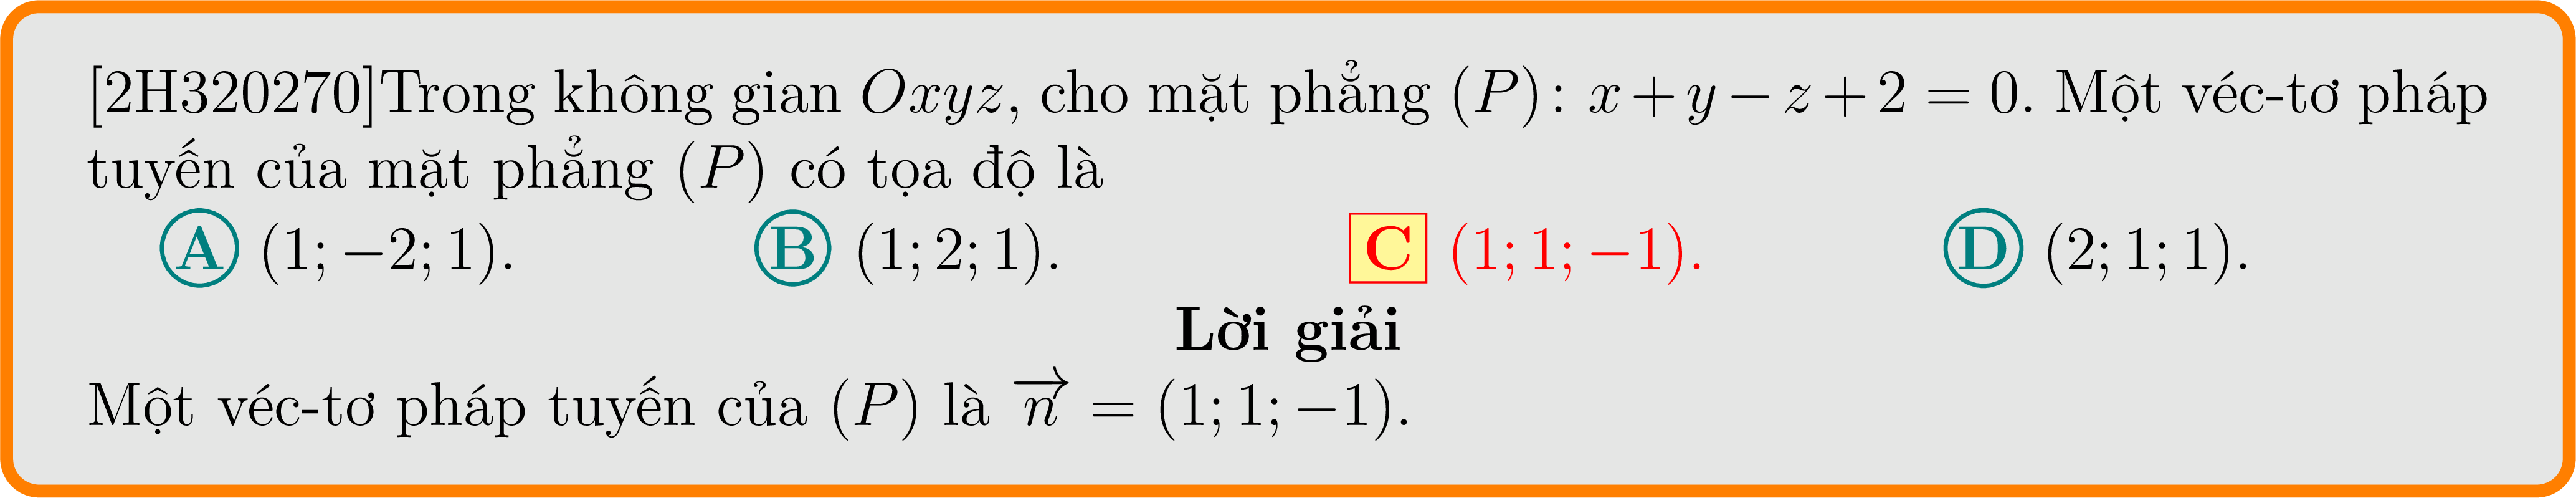 [2H320270]Trong không gian Oxyz, cho mặt phẳng (P): x + y − z + 2 = 0. Một véc-tơ pháp
tuyến của mặt phẳng (P) có tọa độ là
A (1; −2; 1). B (1; 2; 1). C (1; 1; −1). D (2; 1; 1).
Lời giải
Một véc-tơ pháp tuyến của (P) là n⃗ = (1; 1; −1).